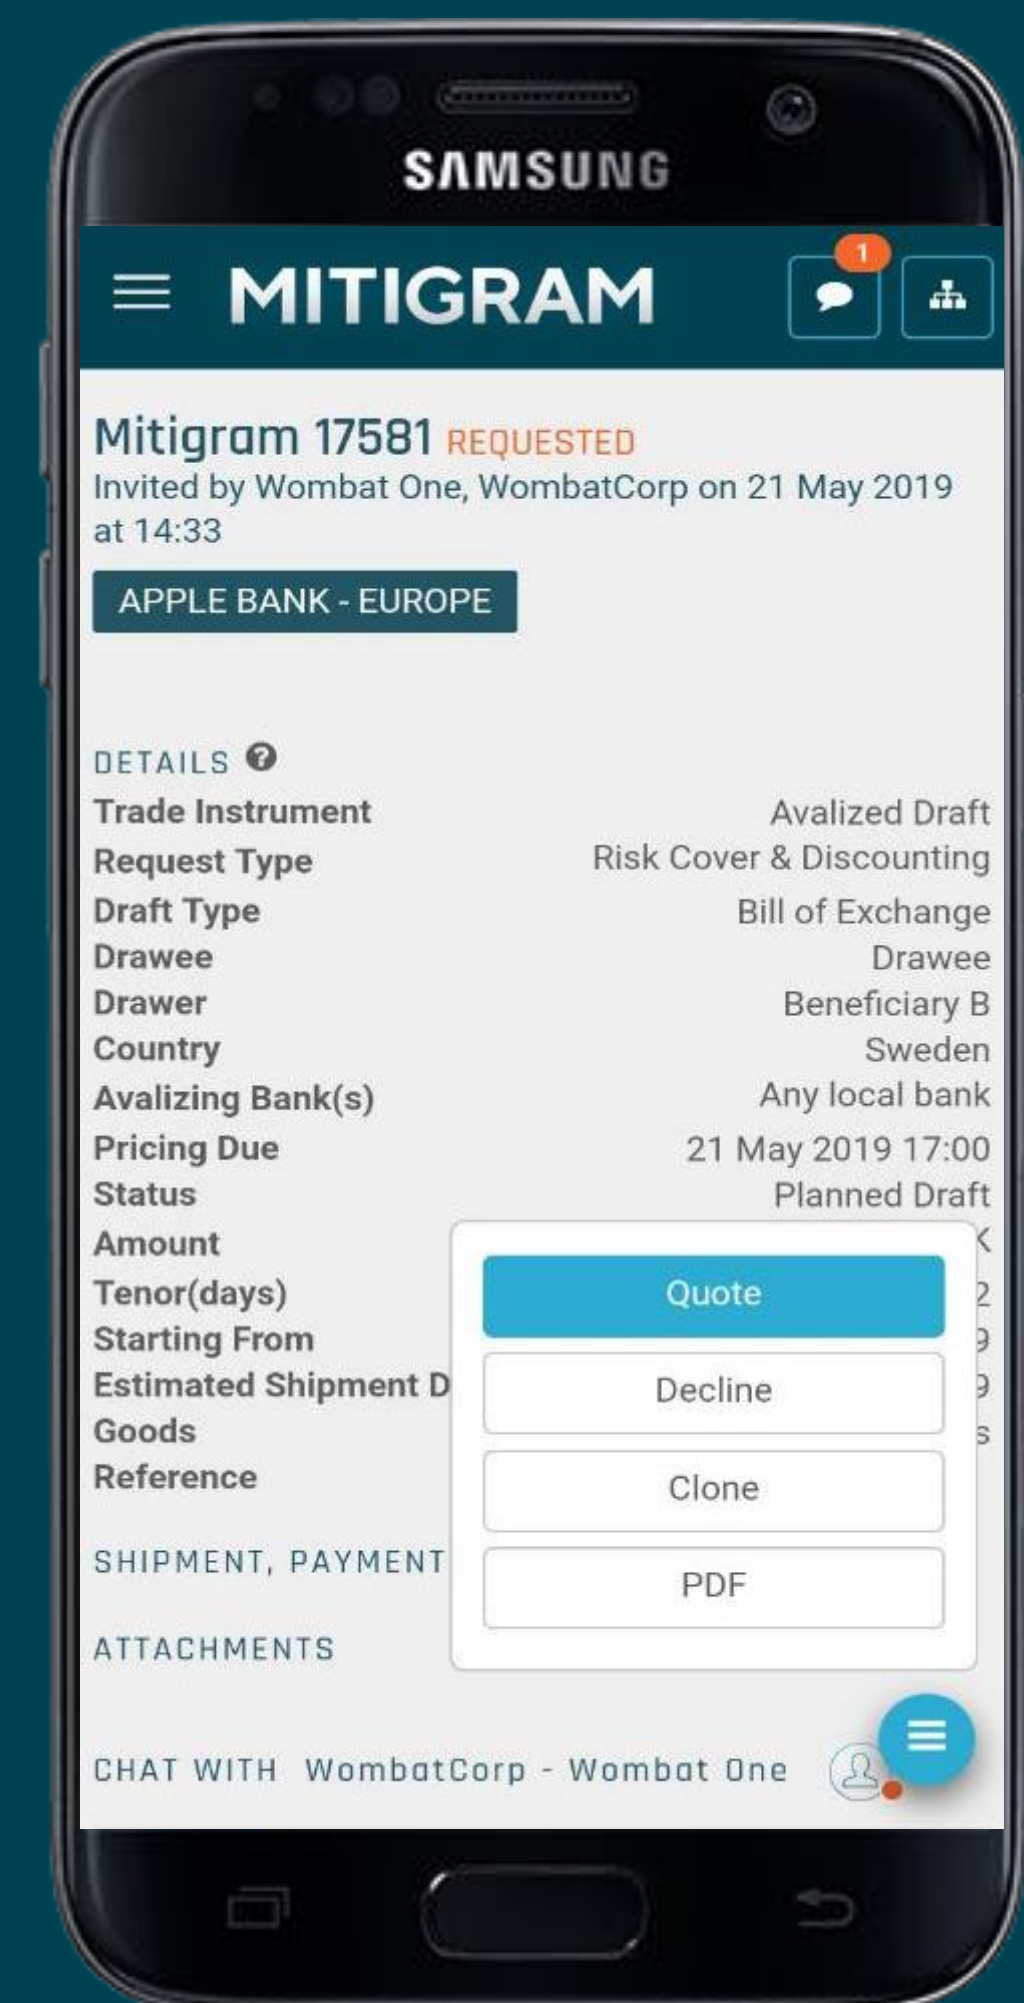 SAMSUNG
MITIGRAM
1
Mitigram 17581 REQUESTED
Invited by Wombat One, WombatCorp on 21 May 2019
at 14:33
APPLE BANK - EUROPE
DETAILS ?
Trade Instrument Avalized Draft
Request Type Risk Cover & Discounting
Draft Type Bill of Exchange
Drawee Drawee
Drawer Beneficiary B
Country Sweden
Avalizing Bank(s) Any local bank
Pricing Due 21 May 2019 17:00
Status Planned Draft
Amount
Tenor(days) 2
Starting From 9
Estimated Shipment D 9
Goods s
Reference
Quote
Decline
Clone
PDF
SHIPMENT, PAYMENT
ATTACHMENTS
CHAT WITH WombatCorp - Wombat One